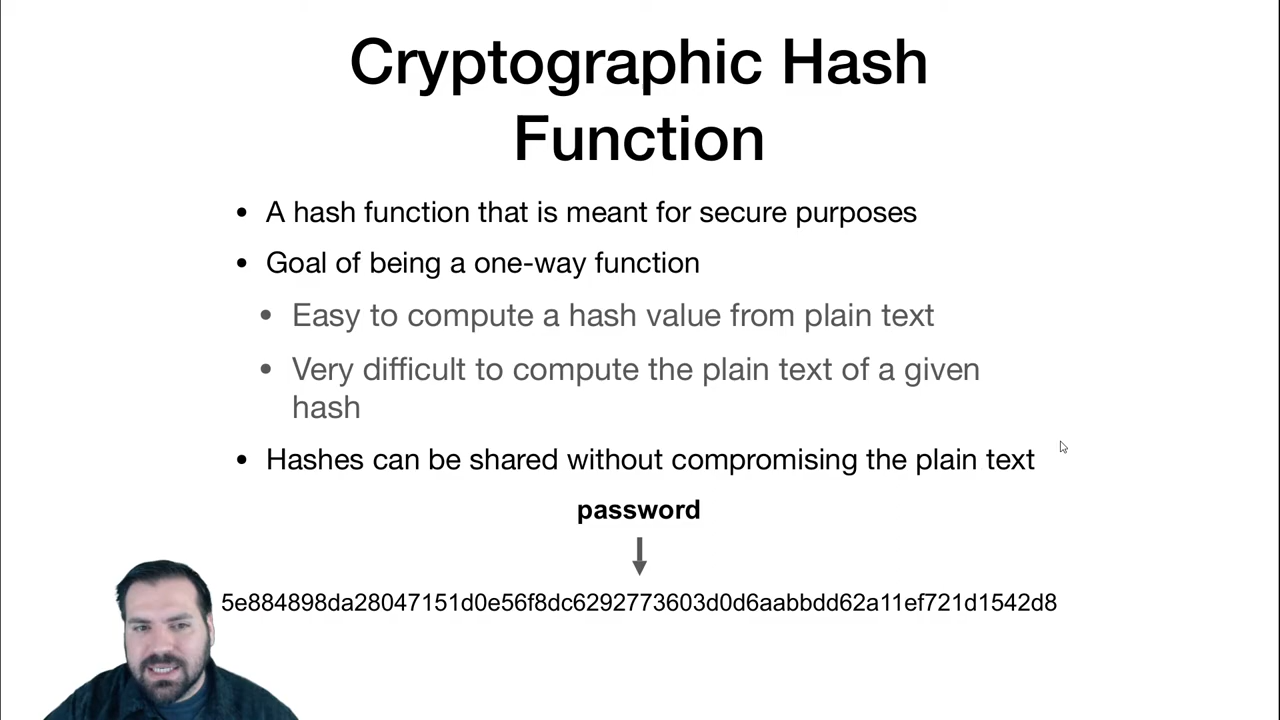 Cryptographic Hash
Function
• A hash function that is meant for secure purposes
• Goal of being a one-way function
• Easy to compute a hash value from plain text
• Very difficult to compute the plain text of a given
hash
• Hashes can be shared without compromising the plain text
password
5e884898da28047151d0e56f8dc6292773603d0d6aabbdd62a11ef721d1542d8